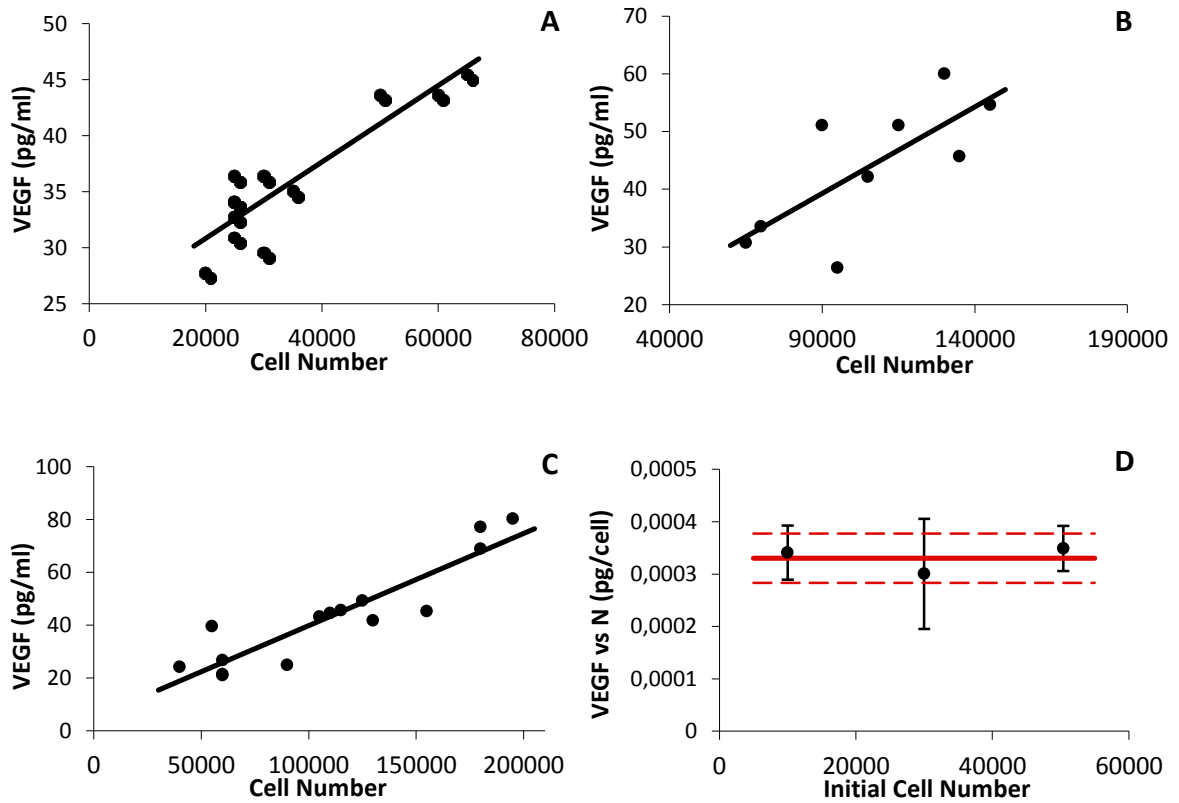 A
50
45
40
35
30
25
VEGF (pg/ml)
0 20000 40000 60000 80000
Cell Number
B
70
60
50
40
30
20
VEGF (pg/ml)
40000 90000 140000 190000
Cell Number
C
100
80
60
40
20
0
VEGF (pg/ml)
0 50000 100000 150000 200000
Cell Number
D
0,0005
0,0004
0,0003
0,0002
0,0001
0
VEGF vs N (pg/cell)
0 20000 40000 60000
Initial Cell Number